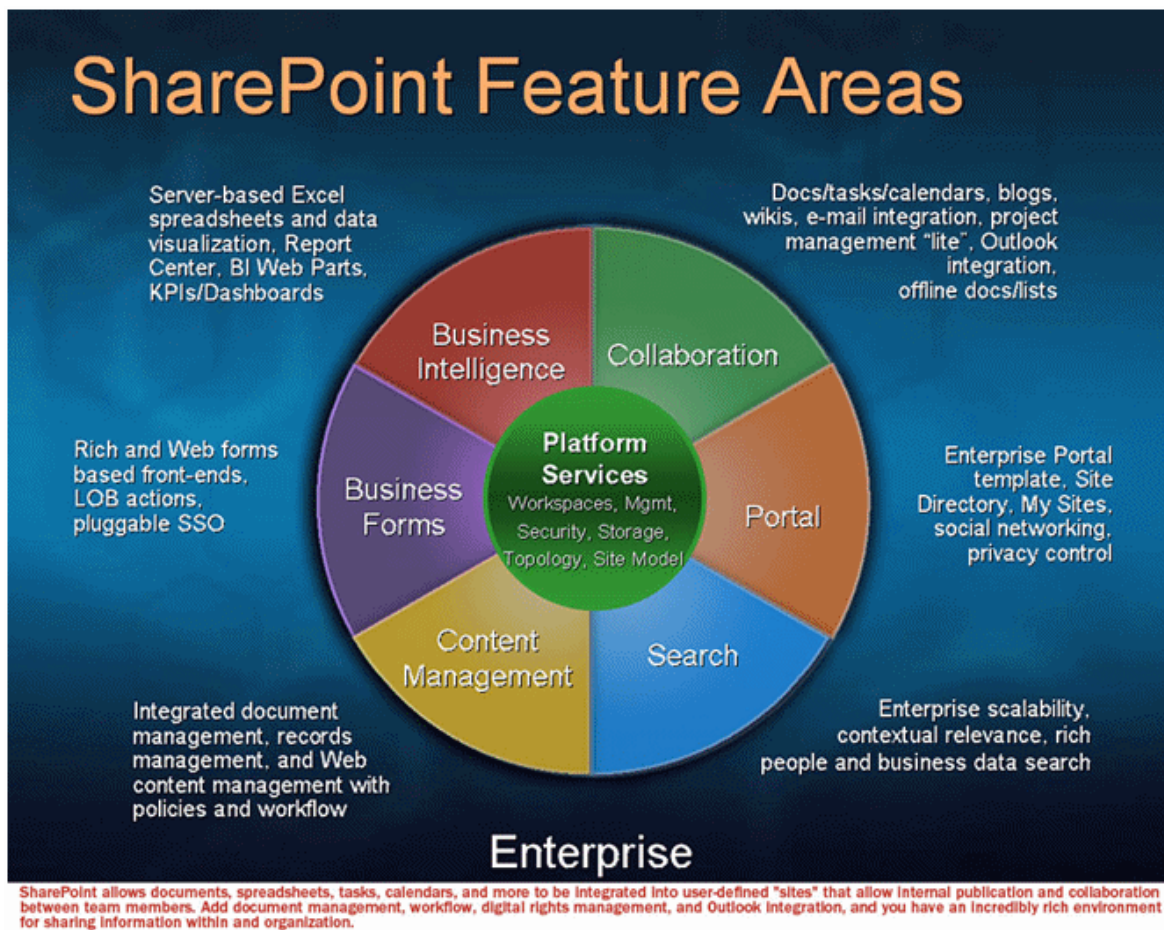 SharePoint Feature Areas
Server-based Excel
spreadsheets and data
visualization, Report
Center, BI Web Parts,
KPIs/Dashboards
Docs/tasks/calendars, blogs,
wikis, e-mail integration, project
management “lite”, Outlook
integration,
offline docs/lists
Business
Intelligence
Collaboration
Rich and Web forms
based front-ends,
LOB actions,
pluggable SSO
Business
Forms
Platform
Services
Workspaces, Mgmt,
Security, Storage,
Topology, Site Model
Portal
Enterprise Portal
template, Site
Directory, My Sites,
social networking,
privacy control
Content
Management
Search
Integrated document
management, records
management, and Web
content management with
policies and workflow
Enterprise scalability,
contextual relevance, rich
people and business data search
Enterprise
SharePoint allows documents, spreadsheets, tasks, calendars, and more to be integrated into user-defined "sites" that allow internal publication and collaboration
between team members. Add document management, workflow, digital rights management, and Outlook integration, and you have an incredibly rich environment
for sharing information within and organization.